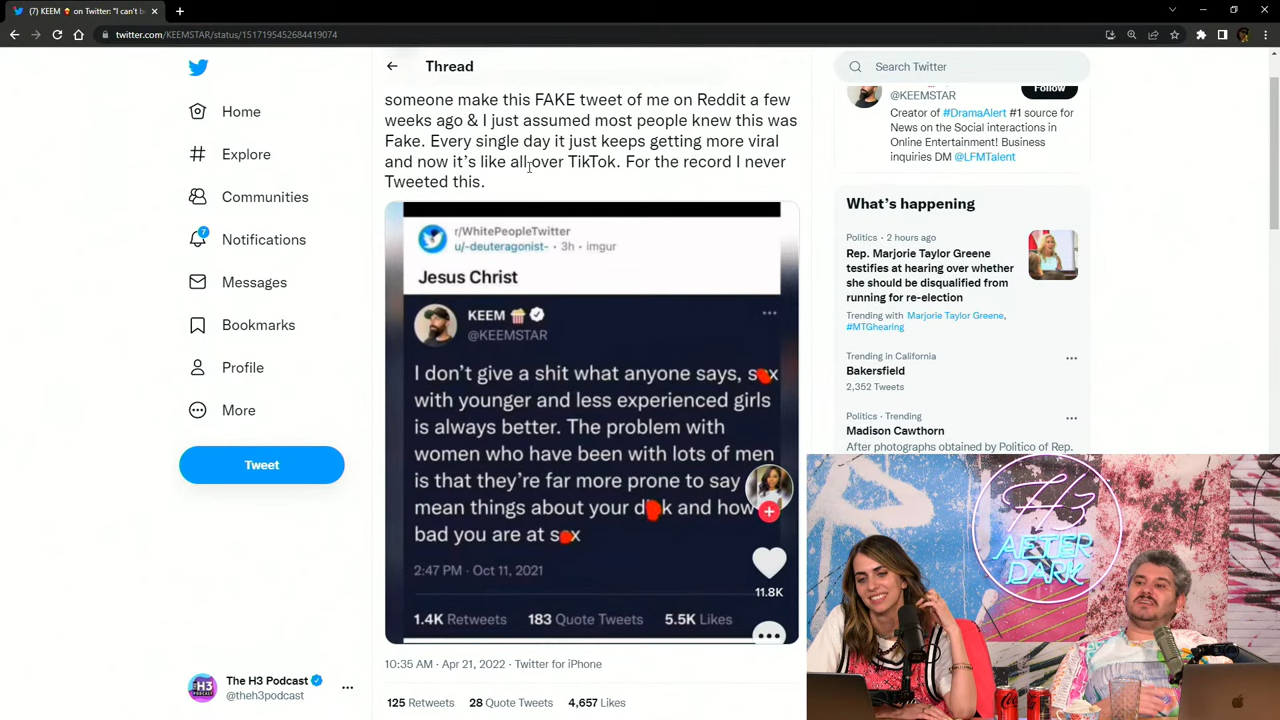 (7) KEEM 🍿 on Twitter: "I can't b
twitter.com/KEEMSTAR/status/1517195452684419074
Home
Explore
Communities
7
Notifications
Messages
Bookmarks
Profile
More
Tweet
The H3 Podcast
@theh3podcast
Thread
someone make this FAKE tweet of me on Reddit a few
weeks ago & I just assumed most people knew this was
Fake. Every single day it just keeps getting more viral
and now it's like all over TikTok. For the record I never
Tweeted this.
r/WhitePeopleTwitter
u/-deuteragonist- • 3h • imgur
Jesus Christ
KEEM 🍿
@KEEMSTAR
I don't give a shit what anyone says, s x
with younger and less experienced girls
is always better. The problem with
women who have been with lots of men
is that they're far more prone to say
mean things about your d k and how
bad you are at s x
2:47 PM · Oct 11, 2021
1.4K Retweets 183 Quote Tweets 5.5K Likes
11.8K
10:35 AM · Apr 21, 2022 · Twitter for iPhone
125 Retweets 28 Quote Tweets 4,657 Likes
Search Twitter
@KEEMSTAR
Follow
Creator of #DramaAlert #1 source for
News on the Social interactions in
Online Entertainment! Business
inquiries DM @LFMTalent
What's happening
Politics · 2 hours ago
Rep. Marjorie Taylor Greene
testifies at hearing over whether
she should be disqualified from
running for re-election
Trending with Marjorie Taylor Greene,
#MTGhearing
Trending in California
Bakersfield
2,352 Tweets
Politics · Trending
Madison Cawthorn
After photographs obtained by Politico of Rep.
H3
AFTER
DARK